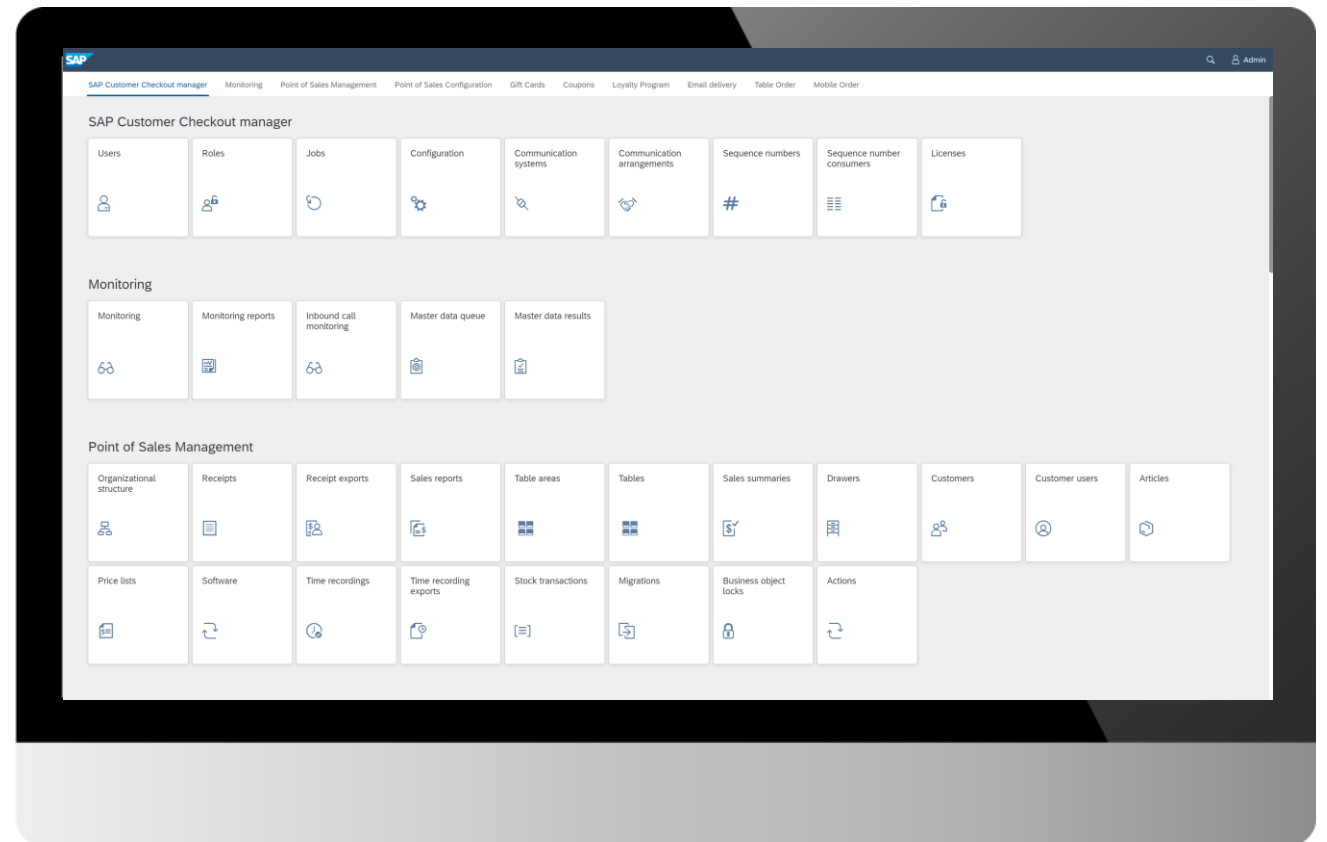 SAP
Admin
SAP Customer Checkout manager Monitoring Point of Sales Management Point of Sales Configuration Gift Cards Coupons Loyalty Program Email delivery Table Order Mobile Order
SAP Customer Checkout manager
Users Roles Jobs Configuration Communication systems Communication arrangements Sequence numbers Sequence number consumers Licenses
Monitoring
Monitoring Monitoring reports Inbound call monitoring Master data queue Master data results
Point of Sales Management
Organizational structure Receipts Receipt exports Sales reports Table areas Tables Sales summaries Drawers Customers Customer users Articles
Price lists Software Time recordings Time recording exports Stock transactions Migrations Business object locks Actions